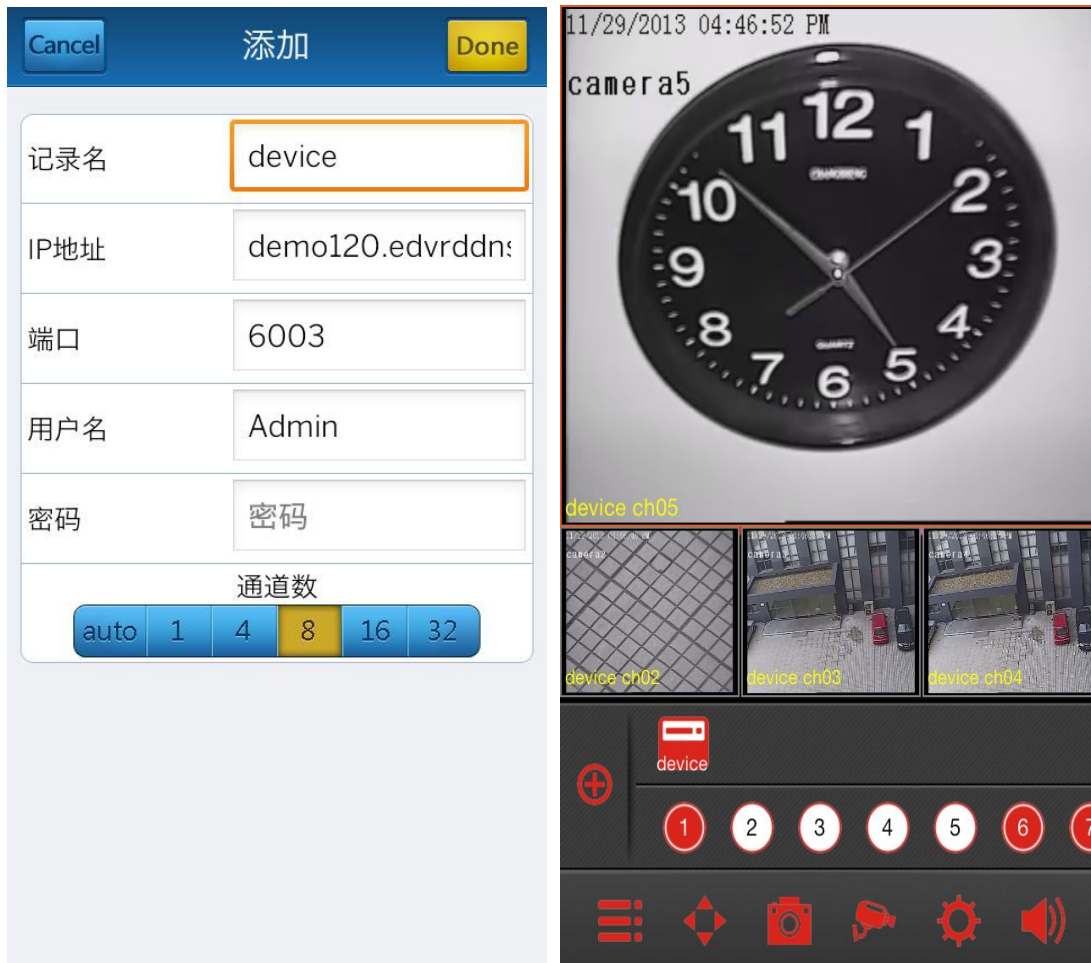 Cancel
添加
Done
记录名
device
IP地址
demo120.edvrddns
端口
6003
用户名
Admin
密码
密码
通道数
auto 1 4 8 16 32
11/29/2013 04:46:52 PM
camera5
12
11 1
10 2
9 3
8 4
7 5
6
QUARTZ
device ch05
device ch02
device ch03
device ch04
device
1 2 3 4 5 6 7